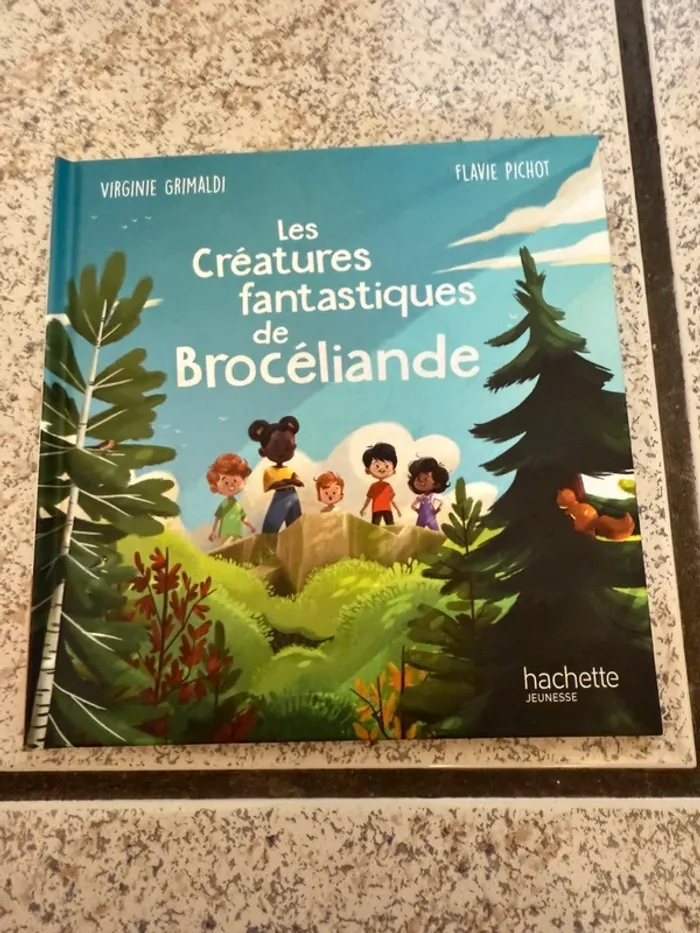 VIRGINIE GRIMALDI
FLAVIE PICHOT
Les
Créatures
fantastiques
de
Brocéliande
hachette
JEUNESSE